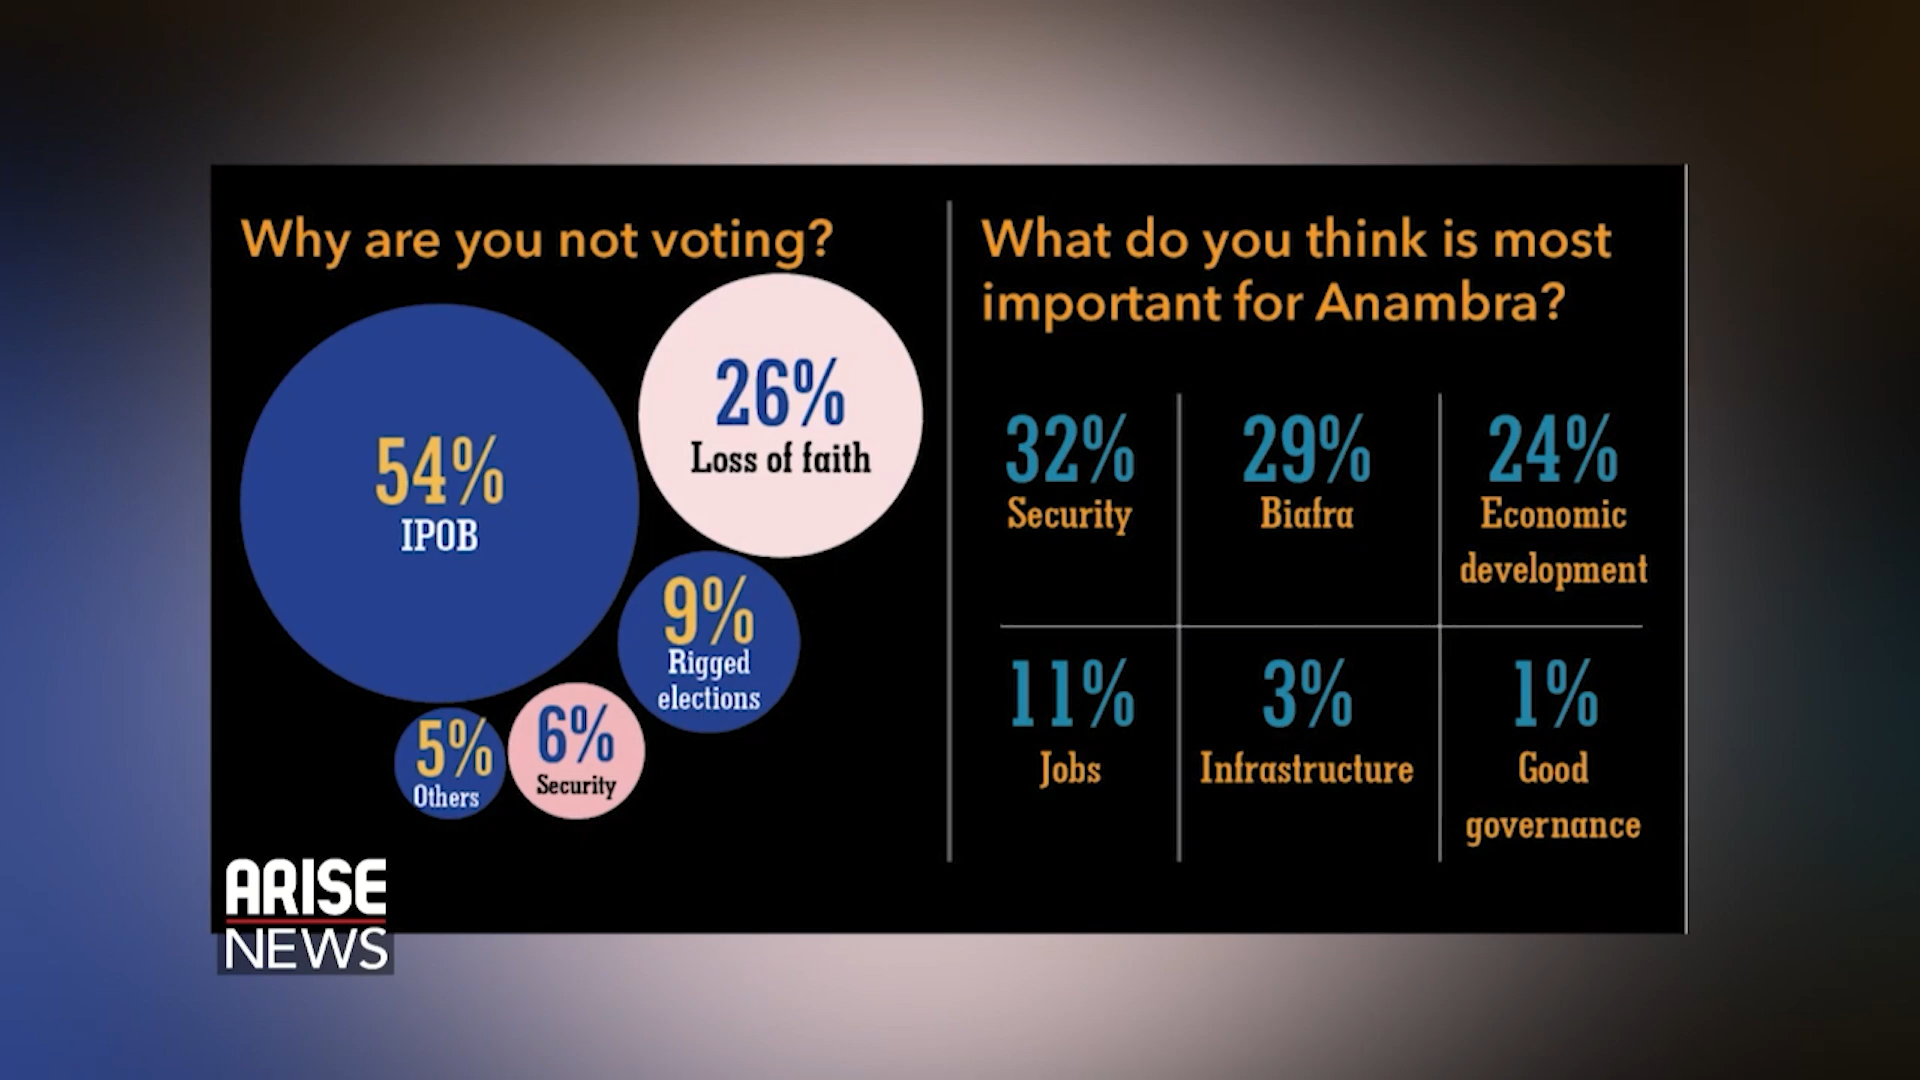 Why are you not voting?
54%
IPOB
26%
Loss of faith
9%
Rigged
elections
6%
Security
5%
Others
What do you think is most
important for Anambra?
32%
Security
29%
Biafra
24%
Economic
development
11%
Jobs
3%
Infrastructure
1%
Good
governance
ARISE
NEWS